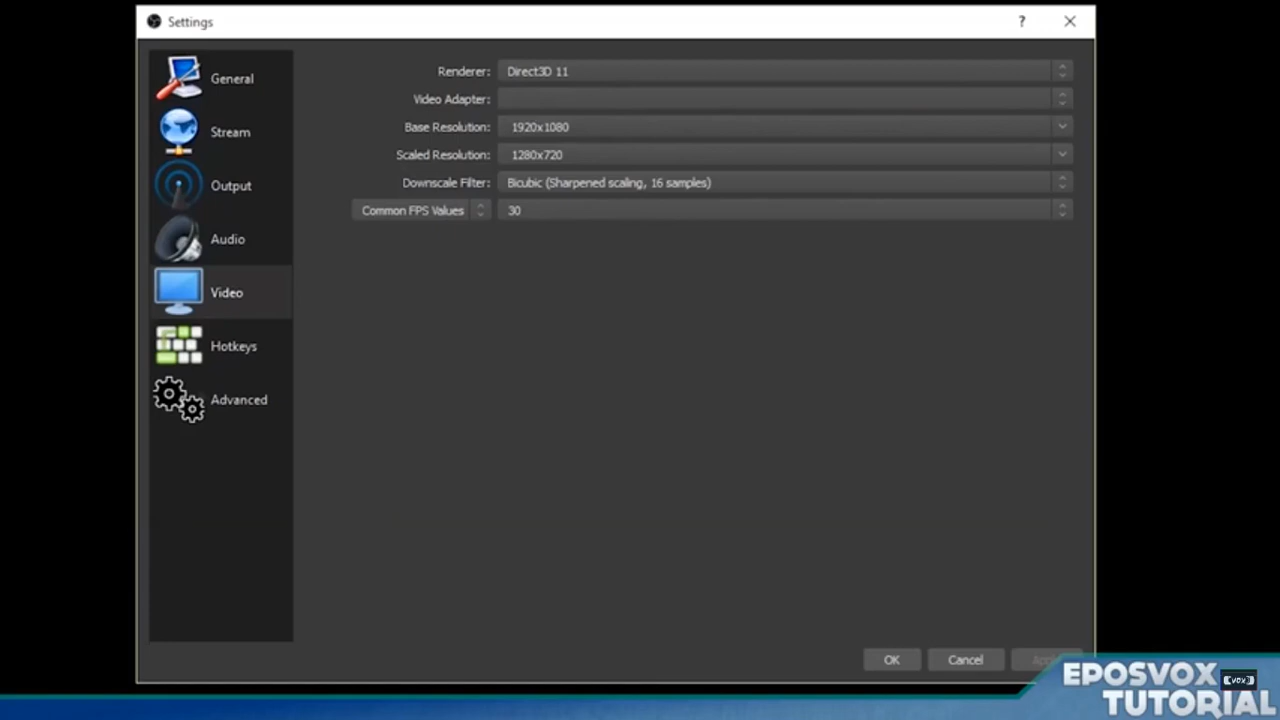 Settings
?
General
Stream
Output
Audio
Video
Hotkeys
Advanced
Renderer: Direct3D 11
Video Adapter:
Base Resolution: 1920x1080
Scaled Resolution: 1280x720
Downscale Filter: Bicubic (Sharpened scaling, 16 samples)
Common FPS Values 30
OK Cancel
EPOSVOX
TUTORIAL
VOX